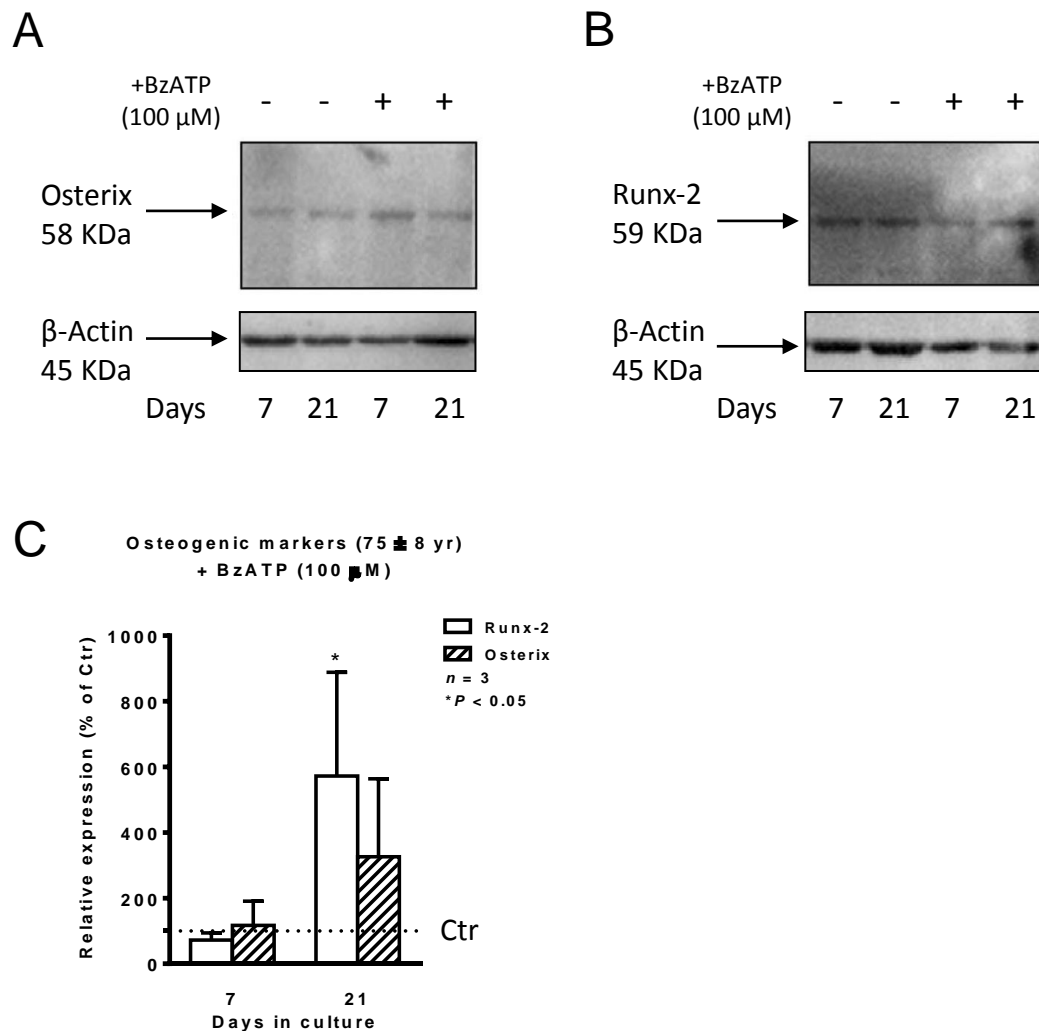 A
+BzATP
(100 μM)
- - + +
Osterix
58 KDa
β-Actin
45 KDa
Days 7 21 7 21
B
+BzATP
(100 μM)
- - + +
Runx-2
59 KDa
β-Actin
45 KDa
Days 7 21 7 21
C
Osteogenic markers (75 ± 8 yr)
+ BzATP (100 μM)
Relative expression (% of Ctr)
1000
800
600
400
200
0
*
Runx-2
Osterix
n = 3
*P < 0.05
Ctr
7 21
Days in culture